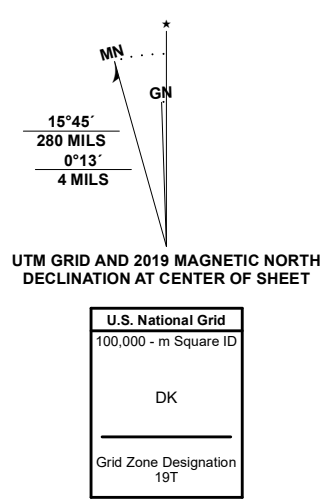 MN
GN
15°45´
280 MILS
0°13´
4 MILS
UTM GRID AND 2019 MAGNETIC NORTH
DECLINATION AT CENTER OF SHEET
U.S. National Grid
100,000 - m Square ID
DK
Grid Zone Designation
19T